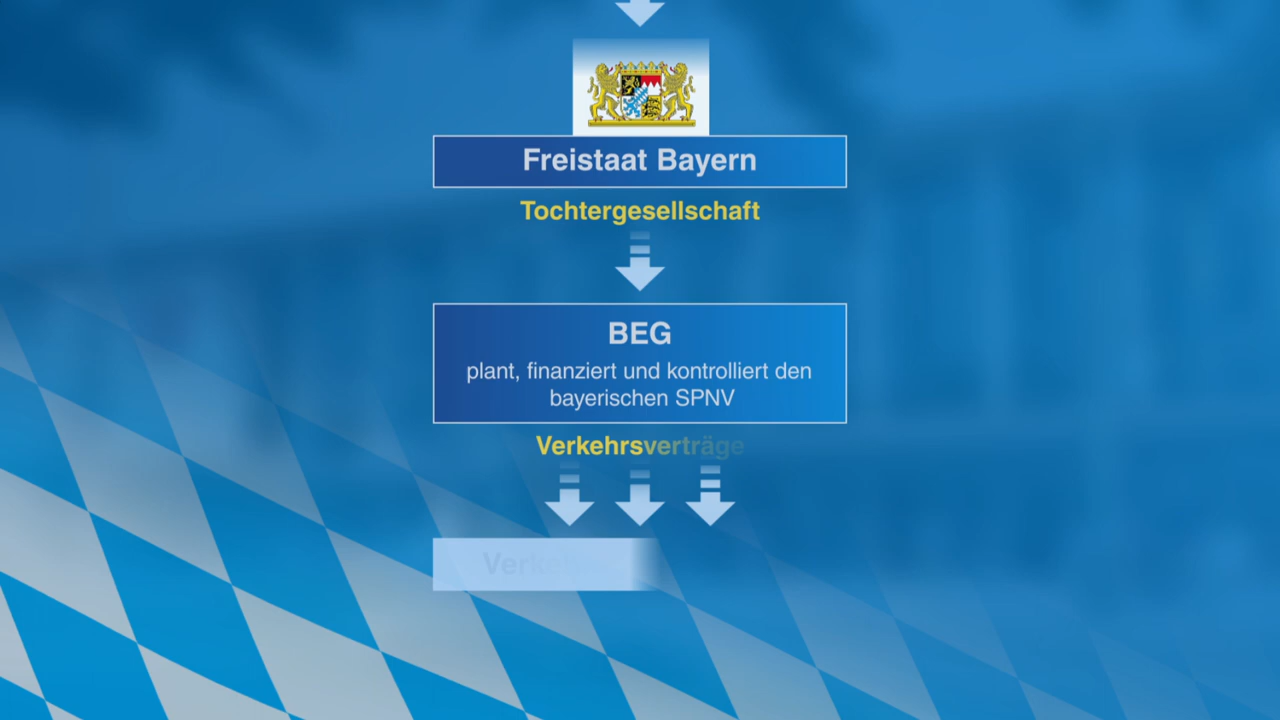 Freistaat Bayern
Tochtergesellschaft
BEG
plant, finanziert und kontrolliert den
bayerischen SPNV
Verkehrsverträge